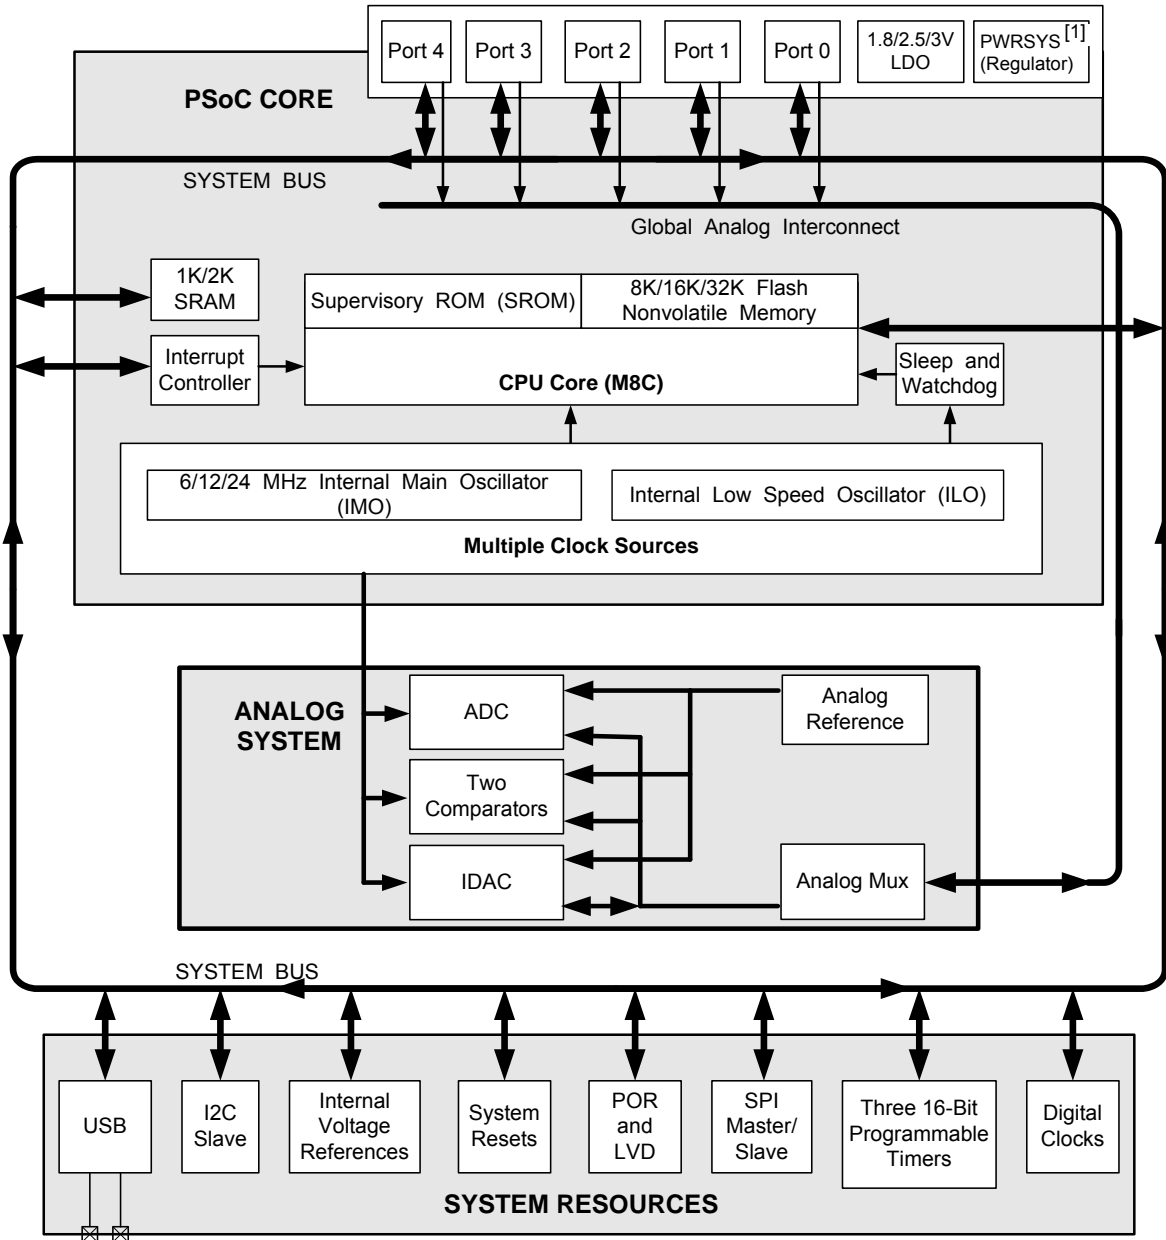 Port 4
Port 3
Port 2
Port 1
Port 0
1.8/2.5/3V
LDO
PWRSYS [1]
(Regulator)
PSoC CORE
SYSTEM BUS
Global Analog Interconnect
1K/2K
SRAM
Supervisory ROM (SROM)
8K/16K/32K Flash
Nonvolatile Memory
Interrupt
Controller
CPU Core (M8C)
Sleep and
Watchdog
6/12/24 MHz Internal Main Oscillator
(IMO)
Internal Low Speed Oscillator (ILO)
Multiple Clock Sources
ANALOG
SYSTEM
ADC
Analog
Reference
Two
Comparators
IDAC
Analog Mux
SYSTEM BUS
USB
I2C
Slave
Internal
Voltage
References
System
Resets
POR
and
LVD
SPI
Master/
Slave
Three 16-Bit
Programmable
Timers
Digital
Clocks
SYSTEM RESOURCES